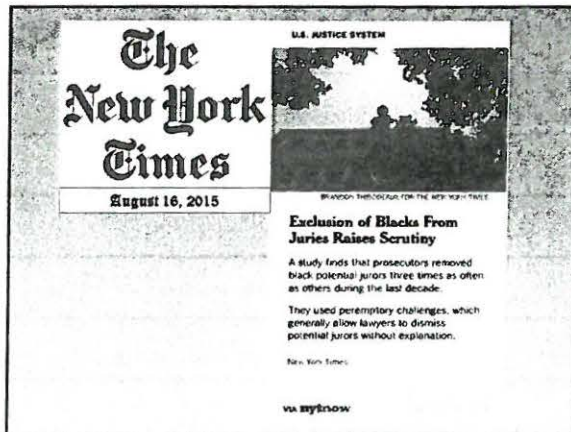 The
New York
Times
August 16, 2015
U.S. JUSTICE SYSTEM
FOR THE NEW YORK TIMES
Exclusion of Blacks From
Juries Raises Scrutiny
A study finds that prosecutors removed
black potential jurors three times as often
as others during the last decade.
They used peremptory challenges, which
generally allow lawyers to dismiss
potential jurors without explanation.
New York Times
VIA nytnow